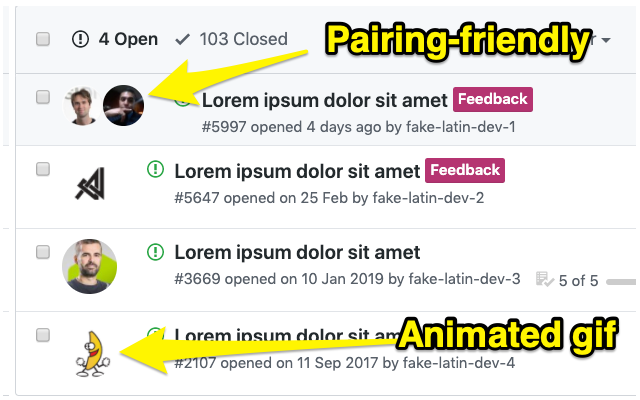 4 Open 103 Closed
Pairing-friendly
Lorem ipsum dolor sit amet Feedback
#5997 opened 4 days ago by fake-latin-dev-1
Lorem ipsum dolor sit amet Feedback
#5647 opened on 25 Feb by fake-latin-dev-2
Lorem ipsum dolor sit amet
#3669 opened on 10 Jan 2019 by fake-latin-dev-3 5 of 5
Lorem ipsum dolor sit amet
Animated gif
#2107 opened on 11 Sep 2017 by fake-latin-dev-4